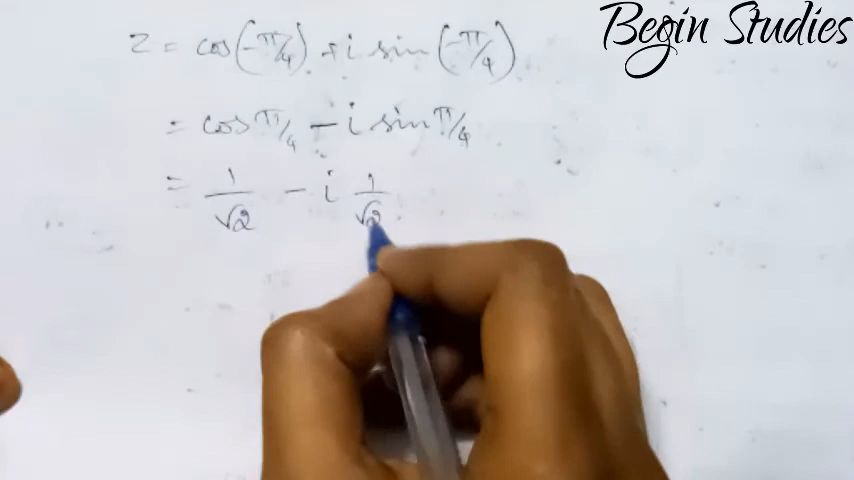 Begin Studies
z = cos(-π/4) + i sin(-π/4)
= cos π/4 - i sin π/4
= 1/√2 - i 1/√2